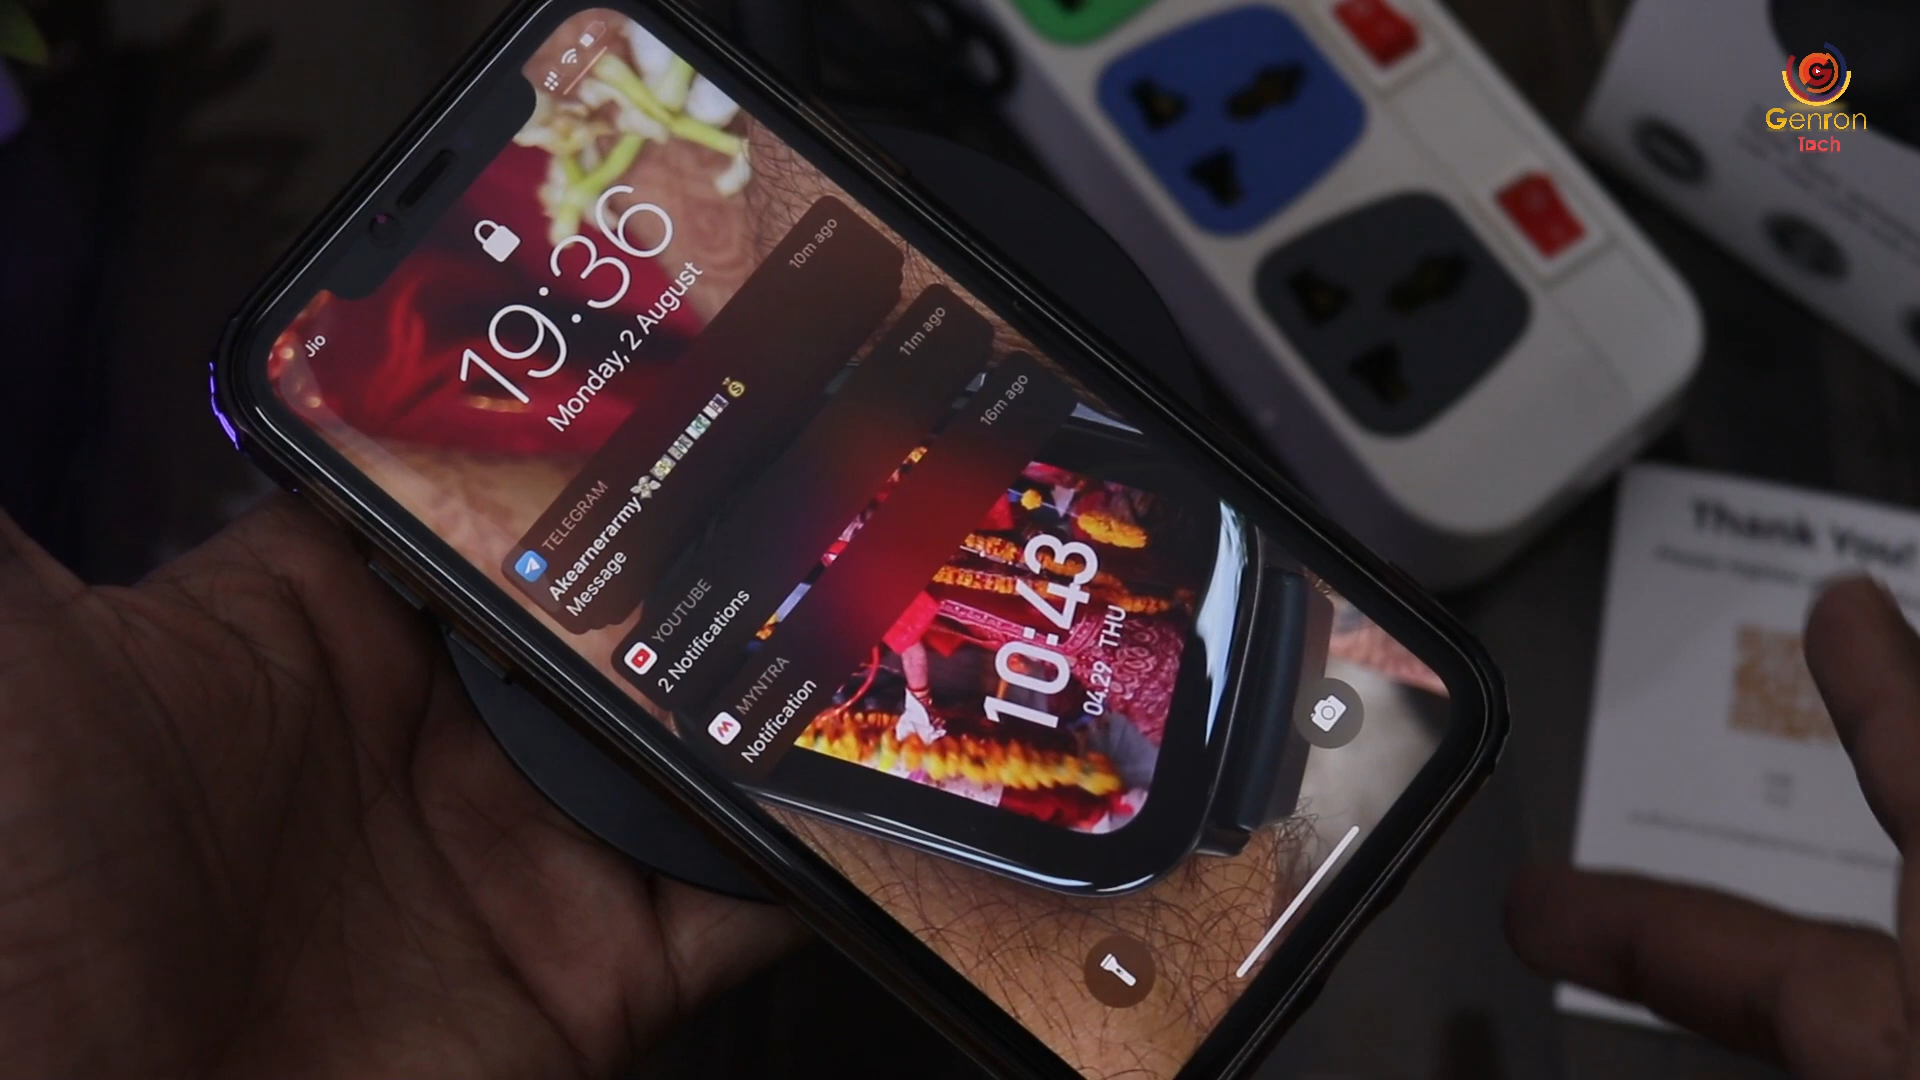 Genron
Tech
Jio
19:36
Monday, 2 August
TELEGRAM
10m ago
Akearnerarmy
Message
YOUTUBE
11m ago
2 Notifications
MYNTRA
16m ago
Notification
10:43
04.29 THU
Thank You!